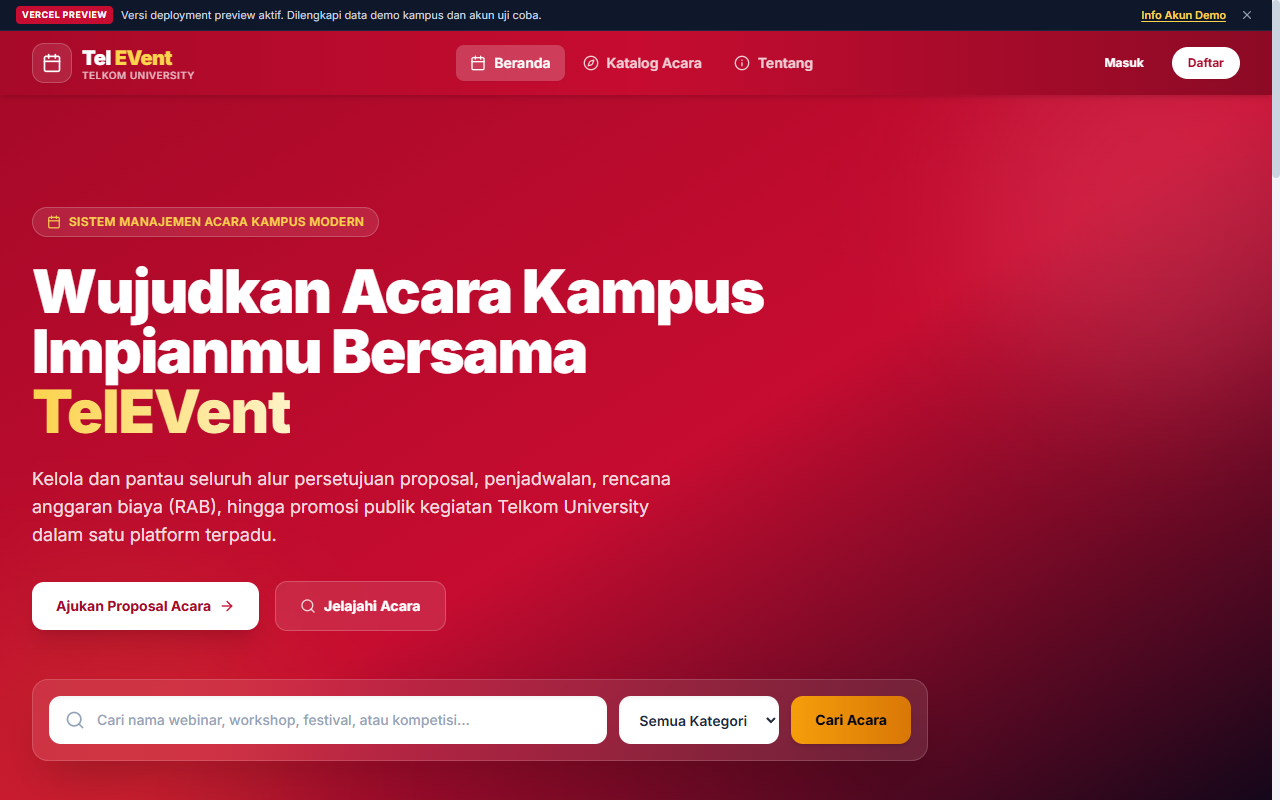 VERCEL PREVIEW Versi deployment preview aktif. Dilengkapi data demo kampus dan akun uji coba. Info Akun Demo
Tel EVent
TELKOM UNIVERSITY
Beranda Katalog Acara Tentang Masuk Daftar
SISTEM MANAJEMEN ACARA KAMPUS MODERN
Wujudkan Acara Kampus
Impianmu Bersama
TelEVent
Kelola dan pantau seluruh alur persetujuan proposal, penjadwalan, rencana
anggaran biaya (RAB), hingga promosi publik kegiatan Telkom University
dalam satu platform terpadu.
Ajukan Proposal Acara Jelajahi Acara
Cari nama webinar, workshop, festival, atau kompetisi... Semua Kategori Cari Acara